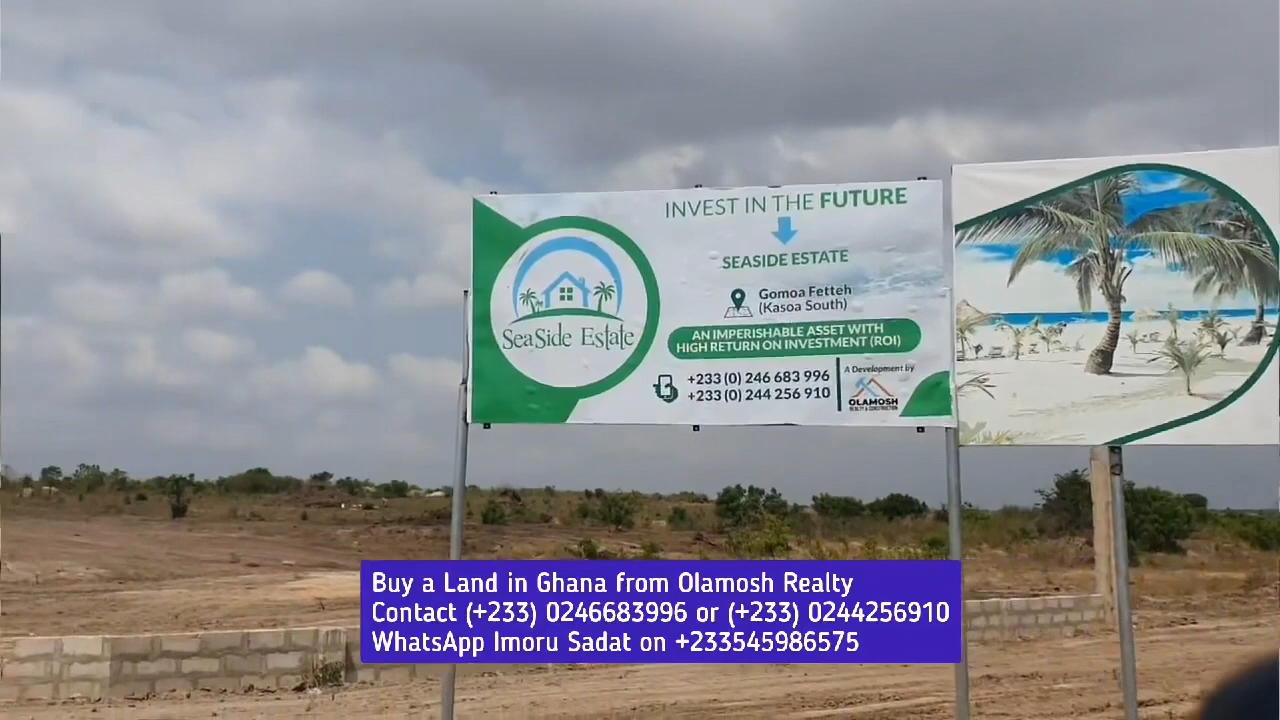 INVEST IN THE FUTURE
SEASIDE ESTATE
Gomoa Fetteh
(Kasoa South)
AN IMPERISHABLE ASSET WITH
HIGH RETURN ON INVESTMENT (ROI)
+233 (0) 246 683 996
+233 (0) 244 256 910
A Development by
OLAMOSH
REALTY & CONSTRUCTION
SeaSide Estate
Buy a Land in Ghana from Olamosh Realty
Contact (+233) 0246683996 or (+233) 0244256910
WhatsApp Imoru Sadat on +233545986575